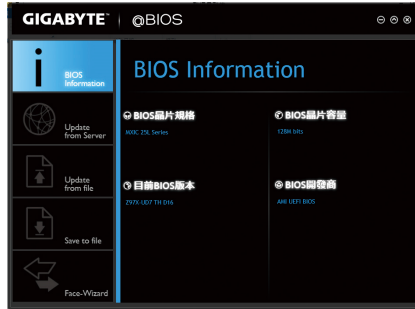 GIGABYTE™ @BIOS
BIOS
Information
Update
from Server
Update
from file
Save to file
Face-Wizard
BIOS Information
BIOS晶片規格
MXIC 25L Series
BIOS晶片容量
128M bits
目前BIOS版本
Z97X-UD7 TH D16
BIOS開發商
AMI UEFI BIOS